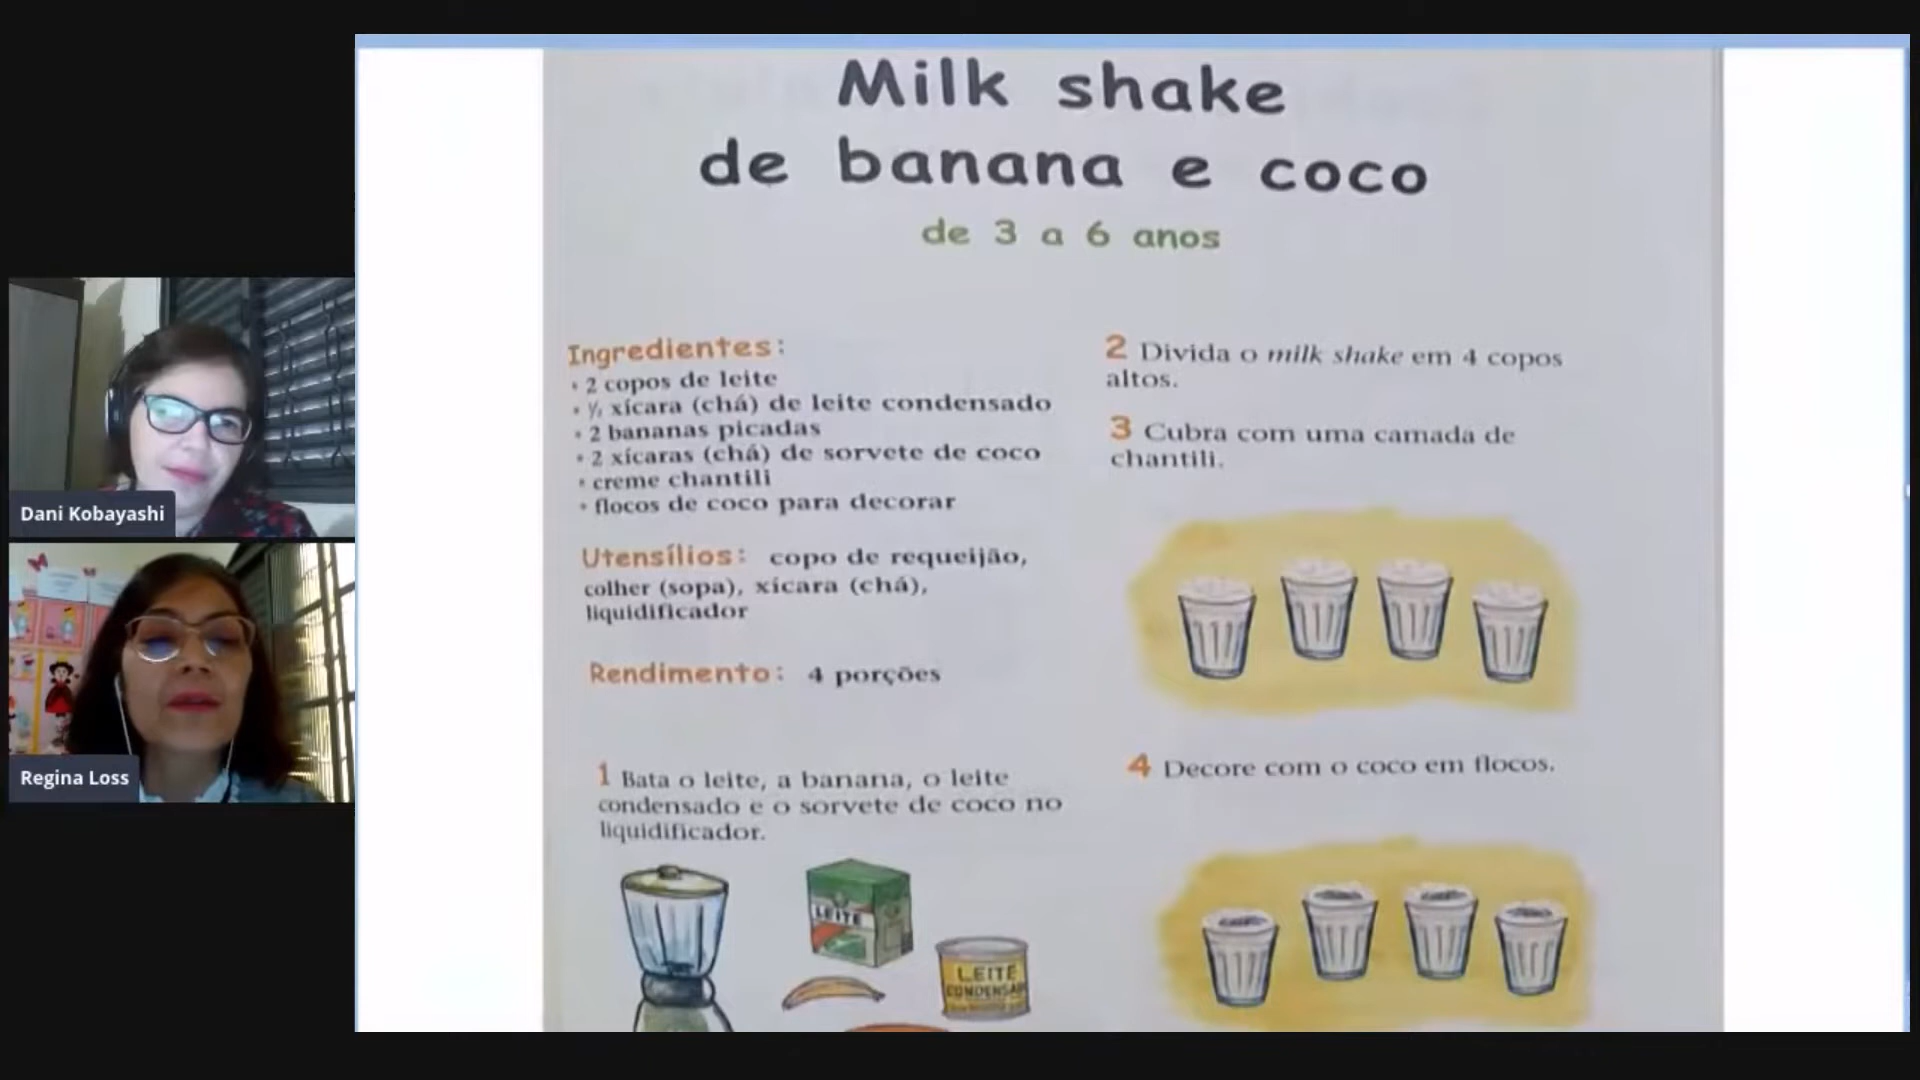 Milk shake
de banana e coco
de 3 a 6 anos
Ingredientes:
• 2 copos de leite
• ½ xícara (chá) de leite condensado
• 2 bananas picadas
• 2 xícaras (chá) de sorvete de coco
• creme chantili
• flocos de coco para decorar
Utensílios: copo de requeijão,
colher (sopa), xícara (chá),
liquidificador
Rendimento: 4 porções
1 Bata o leite, a banana, o leite
condensado e o sorvete de coco no
liquidificador.
LEITE
LEITE
CONDENSADO
2 Divida o milk shake em 4 copos
altos.
3 Cubra com uma camada de
chantili.
4 Decore com o coco em flocos.
Dani Kobayashi
Regina Loss